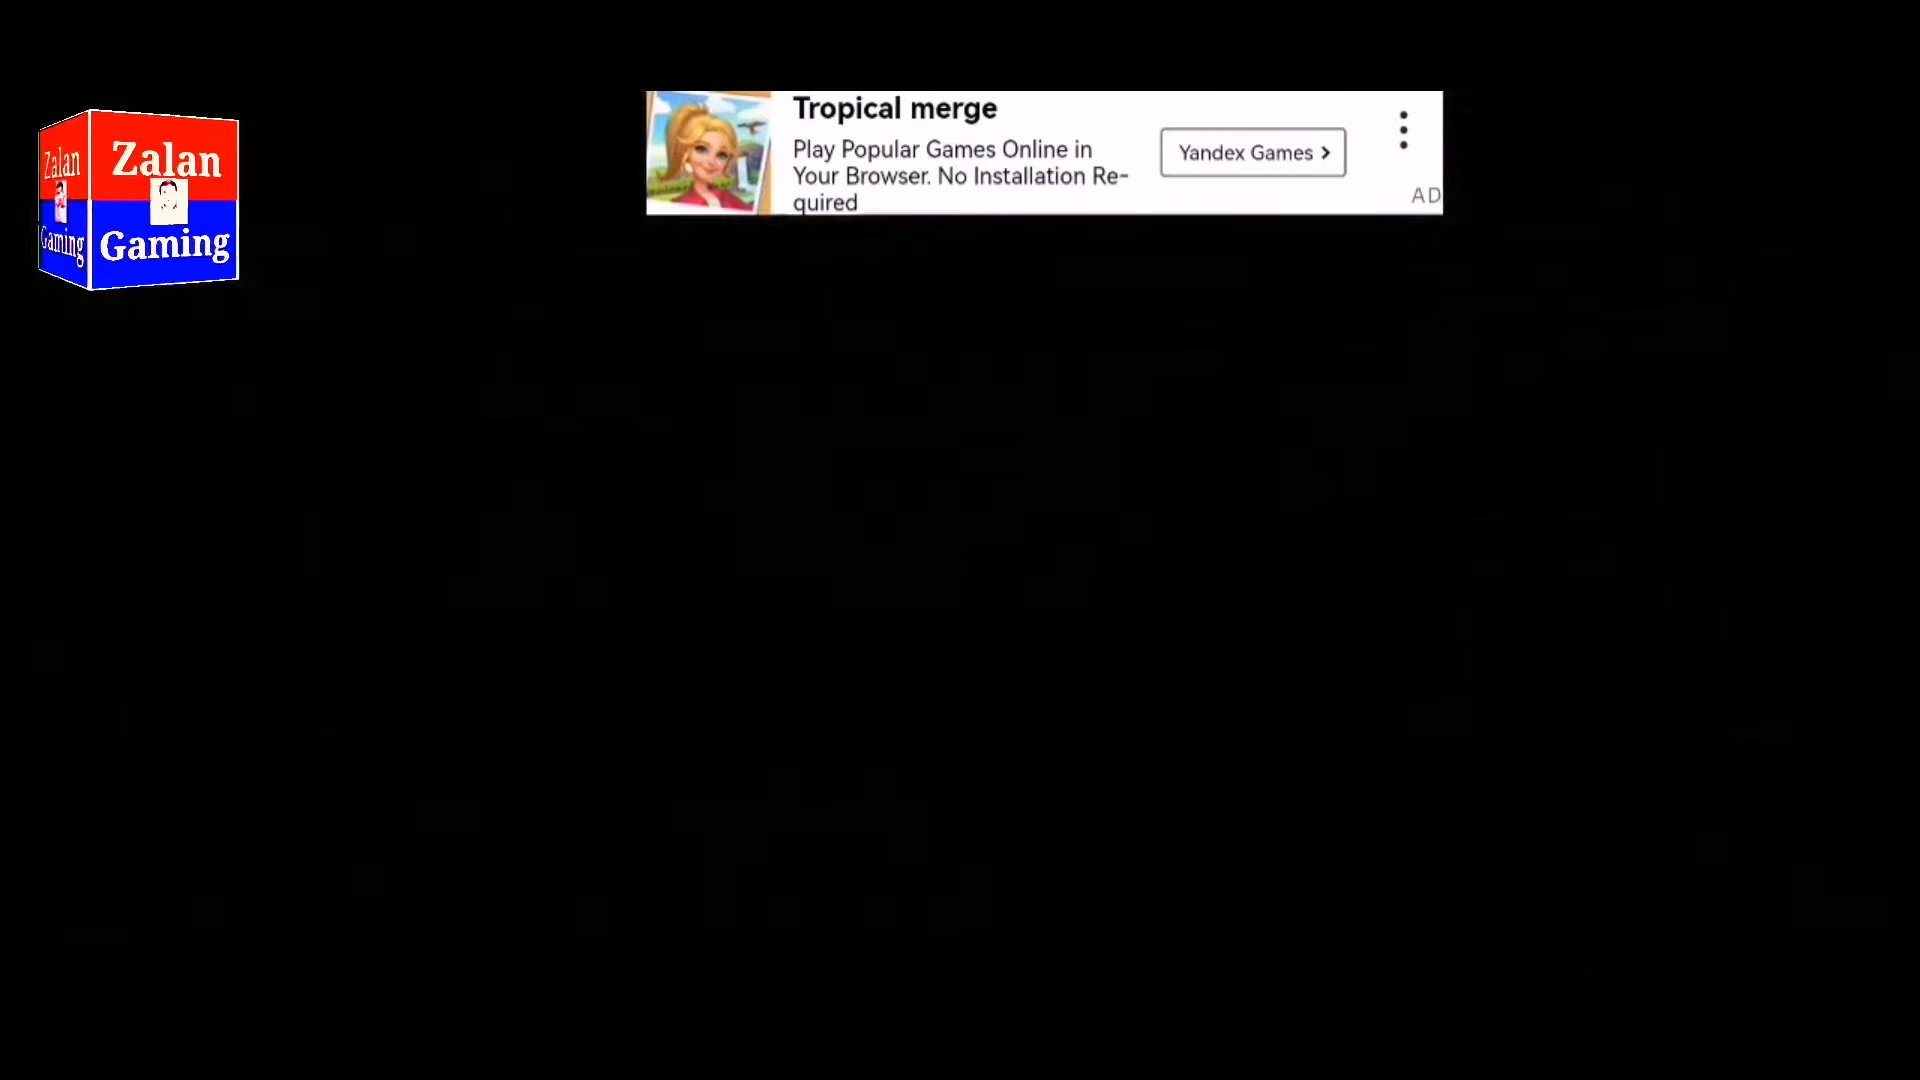 Zalan
Gaming
Zalan
Gaming
Tropical merge
Play Popular Games Online in
Your Browser. No Installation Re-
quired
Yandex Games
AD